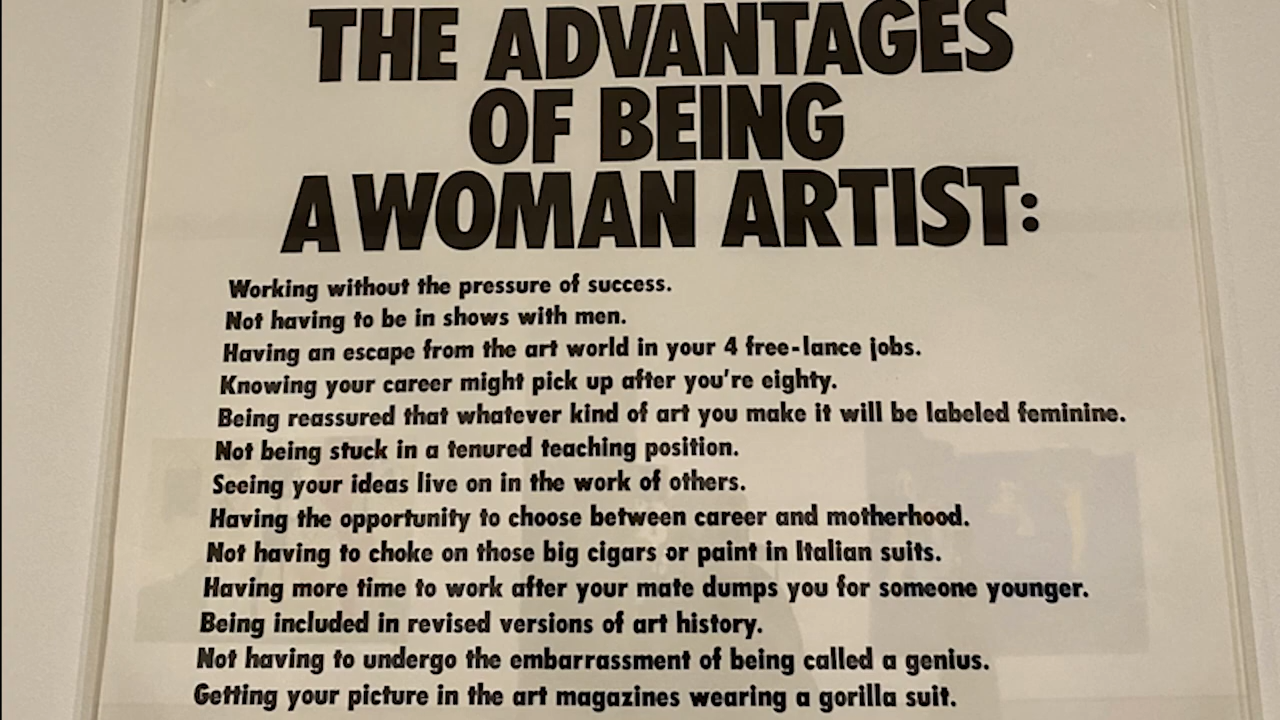 THE ADVANTAGES
OF BEING
A WOMAN ARTIST:
Working without the pressure of success.
Not having to be in shows with men.
Having an escape from the art world in your 4 free-lance jobs.
Knowing your career might pick up after you're eighty.
Being reassured that whatever kind of art you make it will be labeled feminine.
Not being stuck in a tenured teaching position.
Seeing your ideas live on in the work of others.
Having the opportunity to choose between career and motherhood.
Not having to choke on those big cigars or paint in Italian suits.
Having more time to work after your mate dumps you for someone younger.
Being included in revised versions of art history.
Not having to undergo the embarrassment of being called a genius.
Getting your picture in the art magazines wearing a gorilla suit.